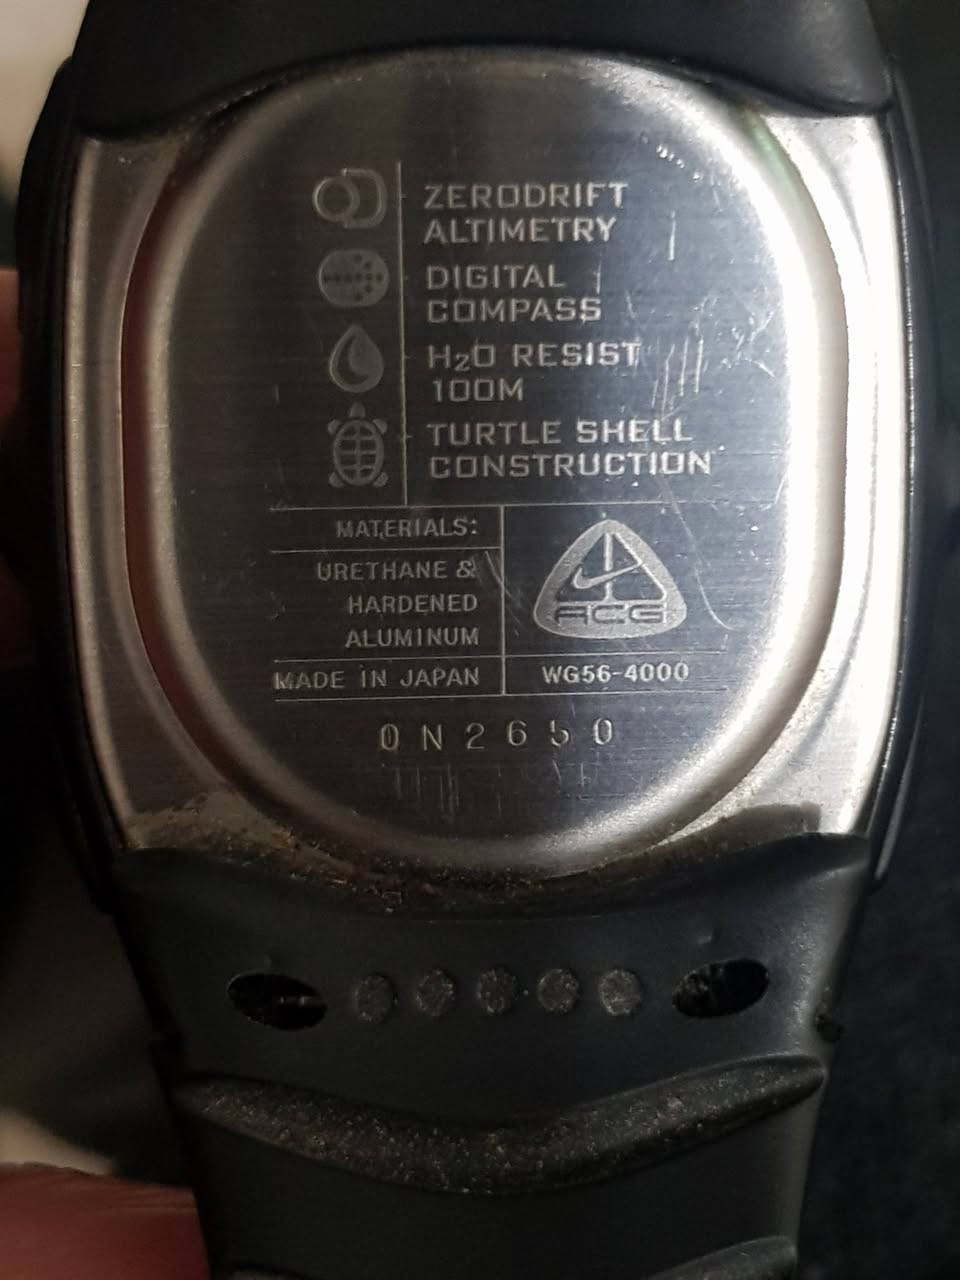 ZERODRIFT
ALTIMETRY
DIGITAL
COMPASS
H₂O RESIST
100M
TURTLE SHELL
CONSTRUCTION
MATERIALS:
URETHANE &
HARDENED
ALUMINUM
ACG
MADE IN JAPAN
WG56-4000
0N2650